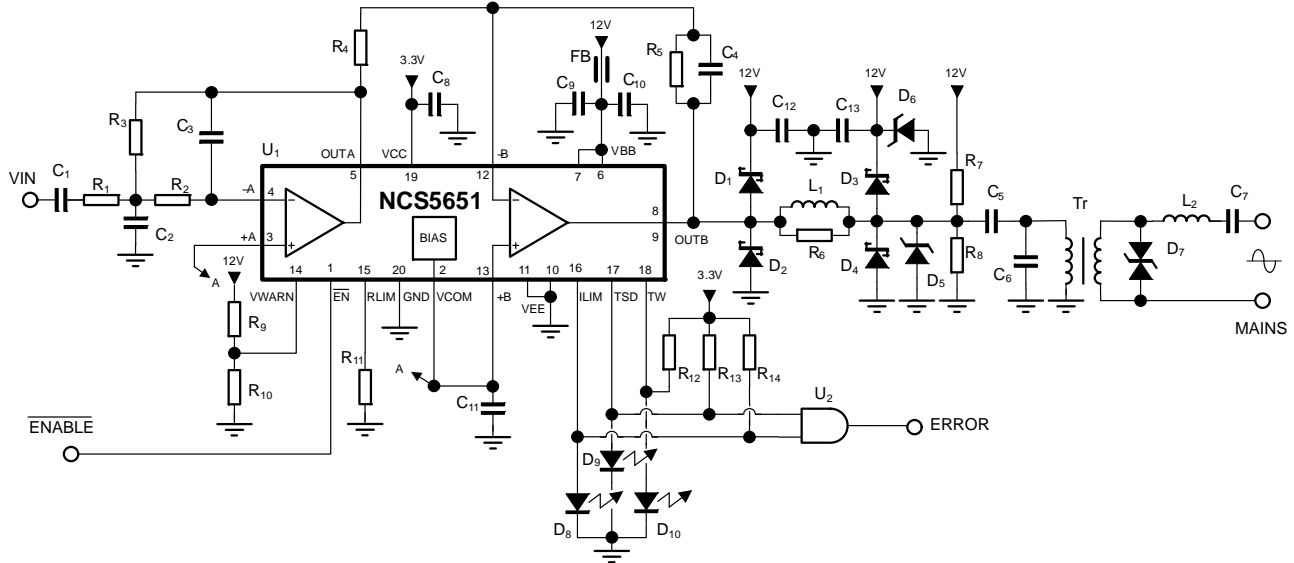 12V
R4
R5
C4
FB
3.3V
C8
C9
C10
12V
12V
12V
D6
C12
C13
R3
C3
U1
OUTA
VCC
-B
VBB
5
19
12
7
6
R7
VIN
C1
R1
R2
-A
4
NCS5651
D1
L1
D3
C5
Tr
L2
C7
8
9
OUTB
BIAS
C2
+A
3
R6
R8
D2
D4
D5
C6
D7
A
12V
14
1
15
20
2
13
11
10
16
17
18
3.3V
VWARN
EN
RLIM
GND
VCOM
+B
VEE
ILIM
TSD
TW
MAINS
R9
R11
A
R12
R13
R14
R10
C11
U2
ENABLE
ERROR
D9
D8
D10